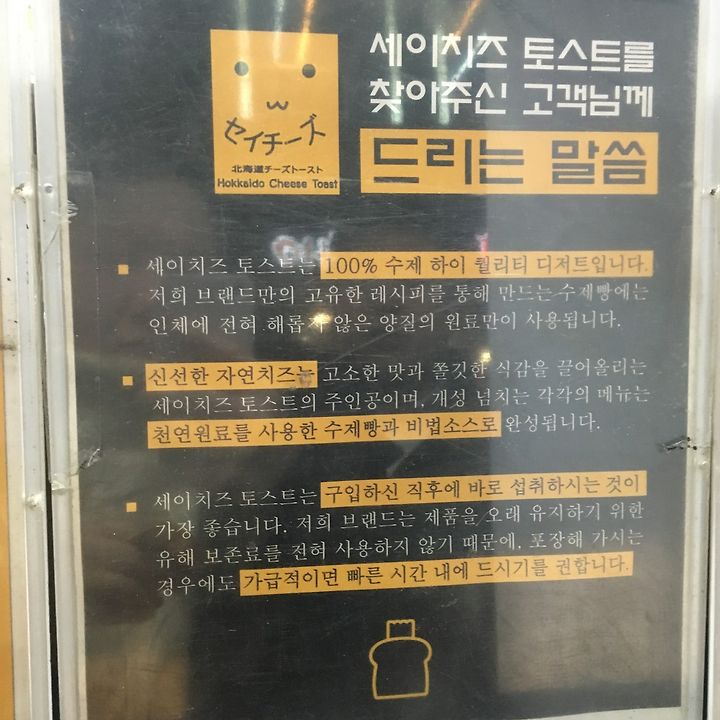 세이치즈 토스트를
찾아주신 고객님께
드리는 말씀
セイチーズ
北海道チーズトースト
Hokkaido Cheese Toast
세이치즈 토스트는 100% 수제 하이 퀄리티 디저트입니다.
저희 브랜드만의 고유한 레시피를 통해 만드는 수제빵에는
인체에 전혀 해롭지 않은 양질의 원료만이 사용됩니다.
신선한 자연치즈는 고소한 맛과 쫄깃한 식감을 끌어올리는
세이치즈 토스트의 주인공이며, 개성 넘치는 각각의 메뉴는
천연원료를 사용한 수제빵과 비법소스로 완성됩니다.
세이치즈 토스트는 구입하신 직후에 바로 섭취하시는 것이
가장 좋습니다. 저희 브랜드는 제품을 오래 유지하기 위한
유해 보존료를 전혀 사용하지 않기 때문에, 포장해 가시는
경우에도 가급적이면 빠른 시간 내에 드시기를 권합니다.